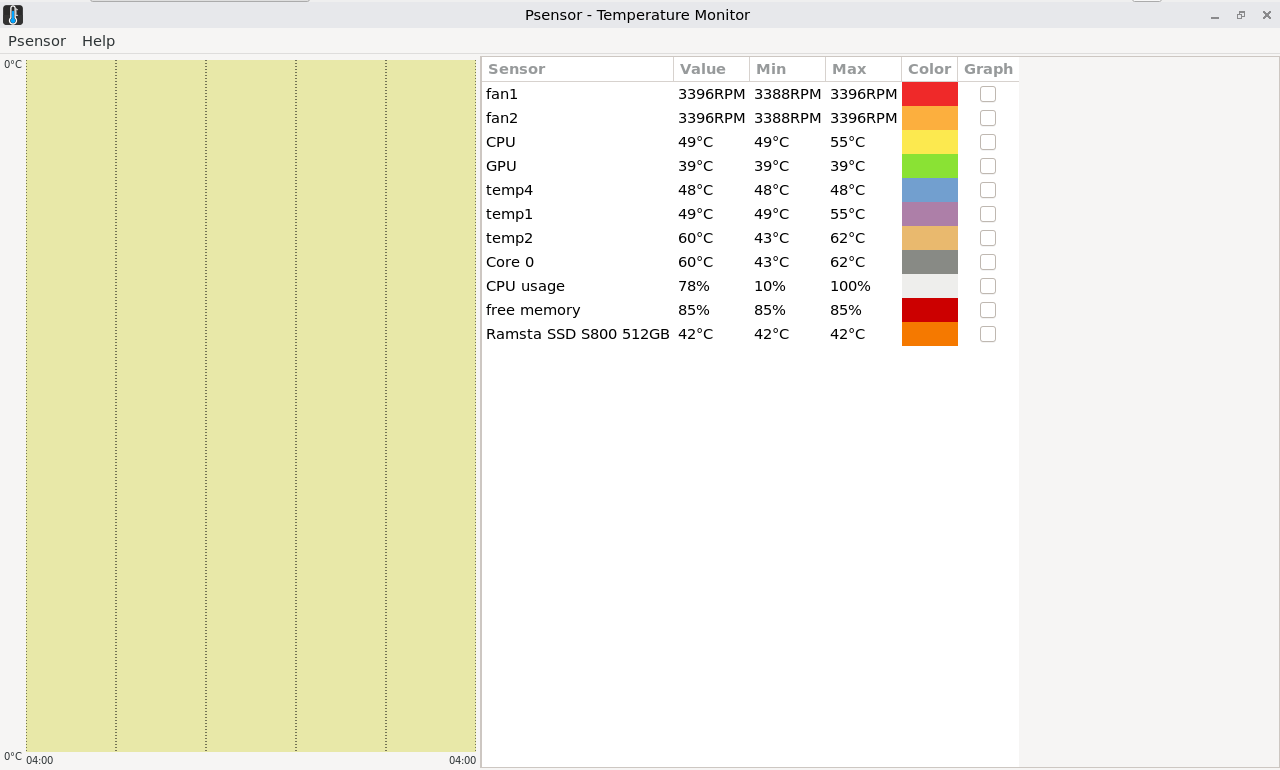 Psensor - Temperature Monitor
Psensor Help
0°C
0°C
04:00 04:00
Sensor Value Min Max Color Graph
fan1 3396RPM 3388RPM 3396RPM
fan2 3396RPM 3388RPM 3396RPM
CPU 49°C 49°C 55°C
GPU 39°C 39°C 39°C
temp4 48°C 48°C 48°C
temp1 49°C 49°C 55°C
temp2 60°C 43°C 62°C
Core 0 60°C 43°C 62°C
CPU usage 78% 10% 100%
free memory 85% 85% 85%
Ramsta SSD S800 512GB 42°C 42°C 42°C